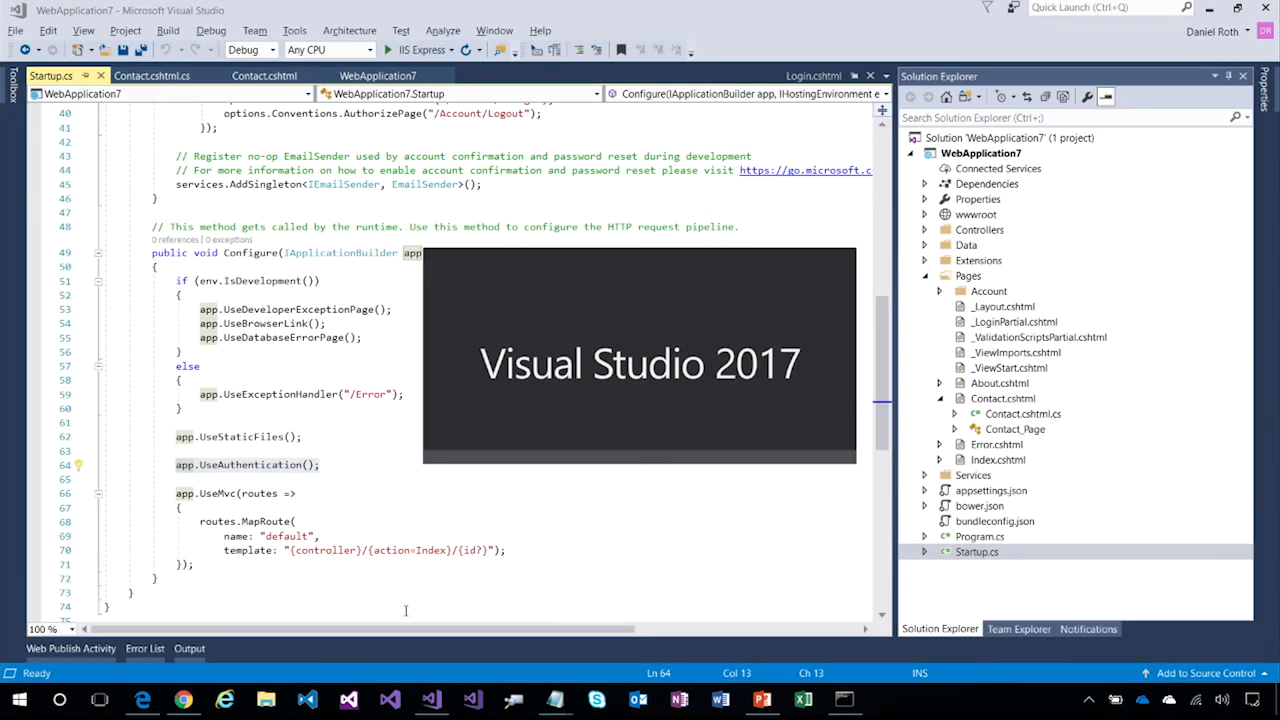 WebApplication7 - Microsoft Visual Studio
Quick Launch (Ctrl+Q)
File Edit View Project Build Debug Team Tools Architecture Test Analyze Window Help
Daniel Roth DR
Debug Any CPU IIS Express
Startup.cs Contact.cshtml.cs Contact.cshtml WebApplication7 Login.cshtml
WebApplication7 WebApplication7.Startup Configure(IApplicationBuilder app, IHostingEnvironment e
Toolbox
40 options.Conventions.AuthorizePage("/Account/Logout");
41 });
42
43 // Register no-op EmailSender used by account confirmation and password reset during development
44 // For more information on how to enable account confirmation and password reset please visit https://go.microsoft.c
45 services.AddSingleton<IEmailSender, EmailSender>();
46 }
47
48 // This method gets called by the runtime. Use this method to configure the HTTP request pipeline.
0 references | 0 exceptions
49 public void Configure(IApplicationBuilder app
50 {
51 if (env.IsDevelopment())
52 {
53 app.UseDeveloperExceptionPage();
54 app.UseBrowserLink();
55 app.UseDatabaseErrorPage();
56 }
57 else
58 {
59 app.UseExceptionHandler("/Error");
60 }
61
62 app.UseStaticFiles();
63
64 app.UseAuthentication();
65
66 app.UseMvc(routes =>
67 {
68 routes.MapRoute(
69 name: "default",
70 template: "{controller}/{action=Index}/{id?}");
71 });
72 }
73 }
74 }
75
Visual Studio 2017
100 %
Solution Explorer
Search Solution Explorer (Ctrl+;)
Solution 'WebApplication7' (1 project)
WebApplication7
Connected Services
Dependencies
Properties
wwwroot
Controllers
Data
Extensions
Pages
Account
_Layout.cshtml
_LoginPartial.cshtml
_ValidationScriptsPartial.cshtml
_ViewImports.cshtml
_ViewStart.cshtml
About.cshtml
Contact.cshtml
Contact.cshtml.cs
Contact_Page
Error.cshtml
Index.cshtml
Services
appsettings.json
bower.json
bundleconfig.json
Program.cs
Startup.cs
Solution Explorer Team Explorer Notifications
Properties
Web Publish Activity Error List Output
Ready Ln 64 Col 13 Ch 13 INS Add to Source Control